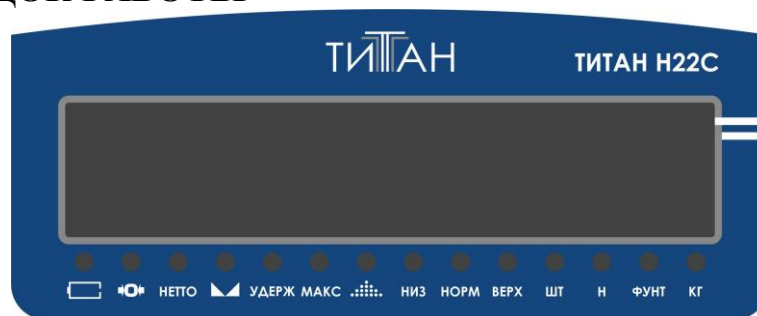 ТИТАН
ТИТАН Н22С
НЕТТО УДЕРЖ МАКС НИЗ НОРМ ВЕРХ ШТ Н ФУНТ КГ